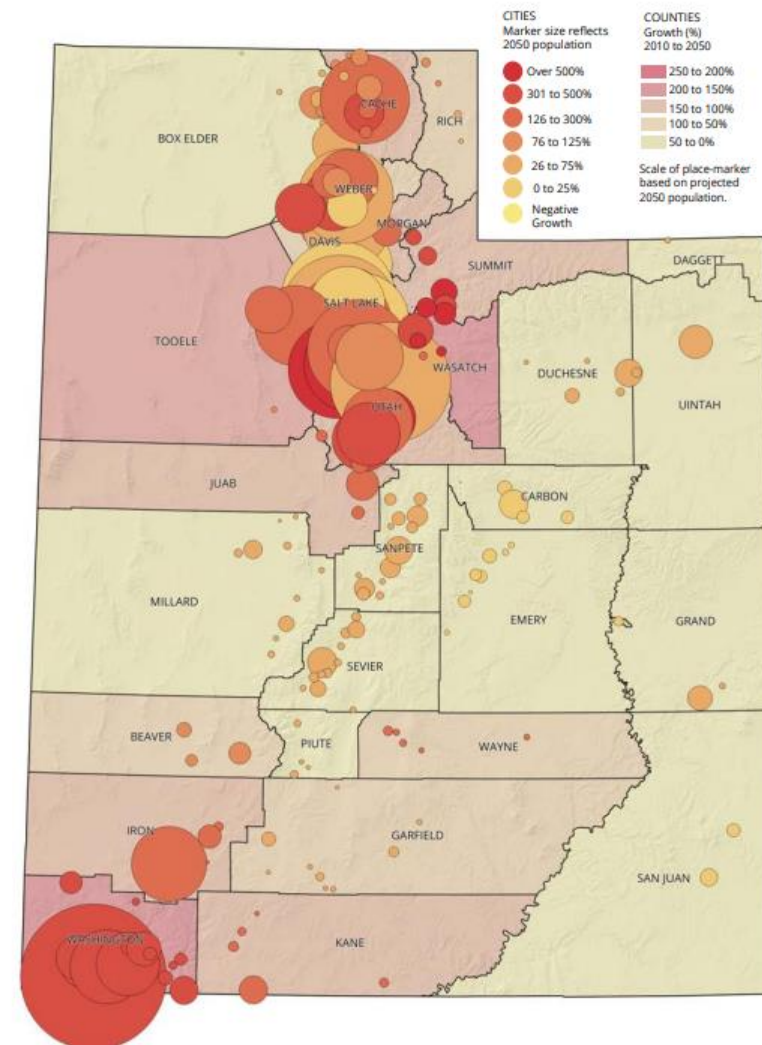 CITIES
Marker size reflects
2050 population
Over 500%
301 to 500%
126 to 300%
76 to 125%
26 to 75%
0 to 25%
Negative
Growth
COUNTIES
Growth (%)
2010 to 2050
250 to 200%
200 to 150%
150 to 100%
100 to 50%
50 to 0%
Scale of place-marker
based on projected
2050 population.
CACHE
RICH
BOX ELDER
WEBER
MORGAN
DAVIS
SUMMIT
DAGGETT
SALT LAKE
TOOELE
WASATCH
DUCHESNE
UINTAH
UTAH
JUAB
CARBON
SANPETE
MILLARD
EMERY
GRAND
SEVIER
BEAVER
PIUTE
WAYNE
IRON
GARFIELD
SAN JUAN
WASHINGTON
KANE